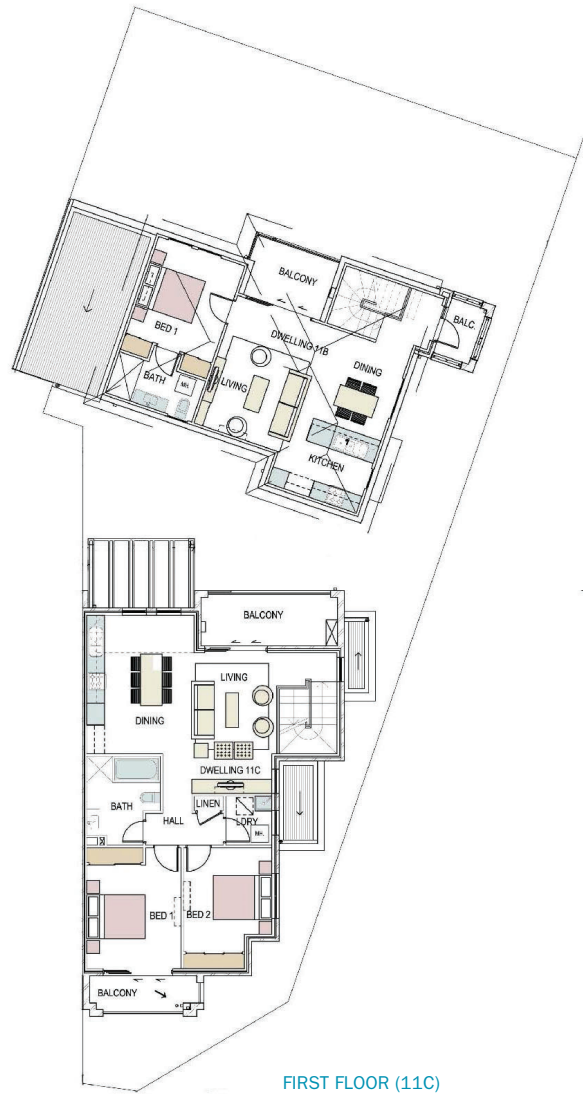 BALCONY
BALC.
BED 1
DWELLING 11B
DINING
BATH
MH.
LIVING
KITCHEN
BALCONY
LIVING
DINING
DWELLING 11C
BATH
HALL
LINEN
LDRY
MH.
BED 1
BED 2
BALCONY
FIRST FLOOR (11C)